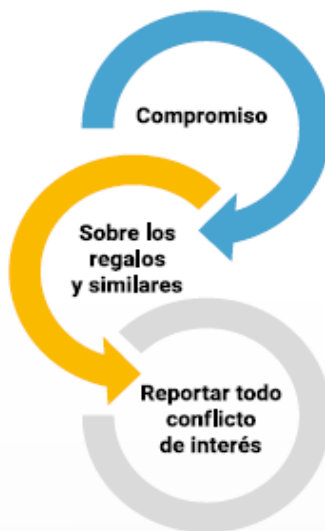 Compromiso
Sobre los
regalos
y similares
Reportar todo
conflicto
de interés